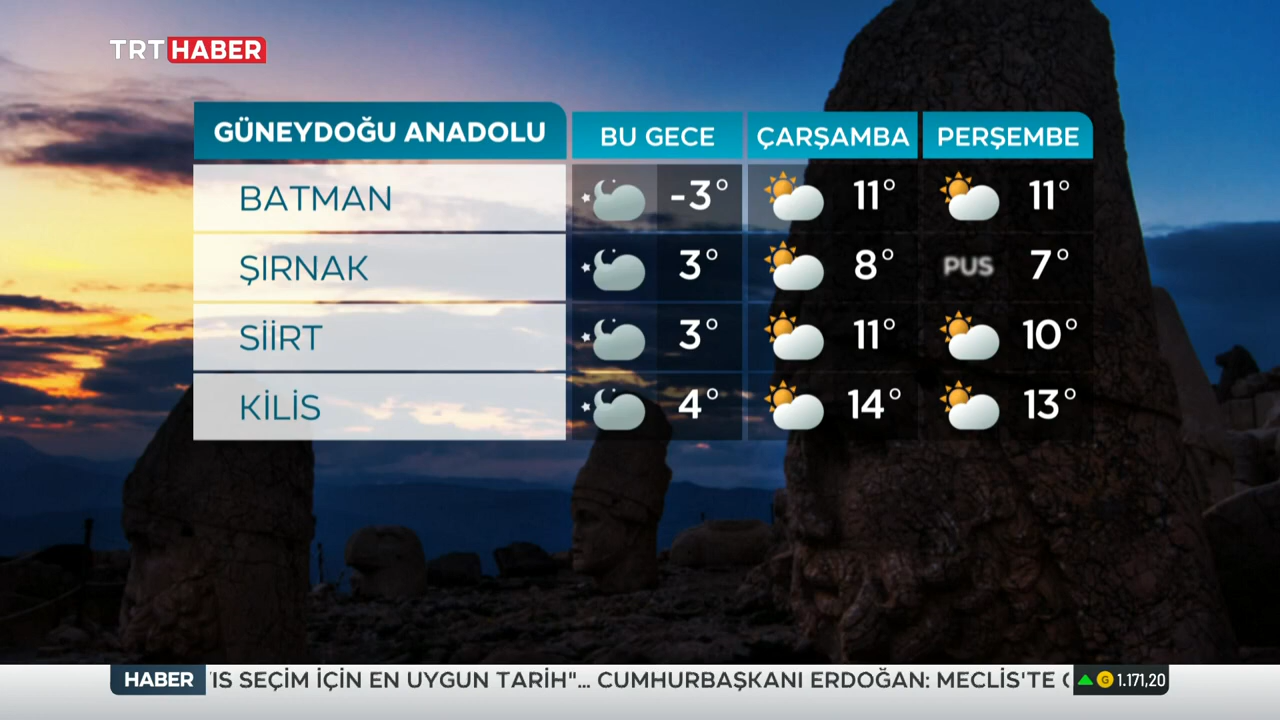 TRT HABER
GÜNEYDOĞU ANADOLU BU GECE ÇARŞAMBA PERŞEMBE
BATMAN -3° 11° 11°
ŞIRNAK 3° 8° PUS 7°
SİİRT 3° 11° 10°
KİLİS 4° 14° 13°
HABER SEÇİM İÇİN EN UYGUN TARİH"... CUMHURBAŞKANI ERDOĞAN: MECLİS'TE G 1.171,20